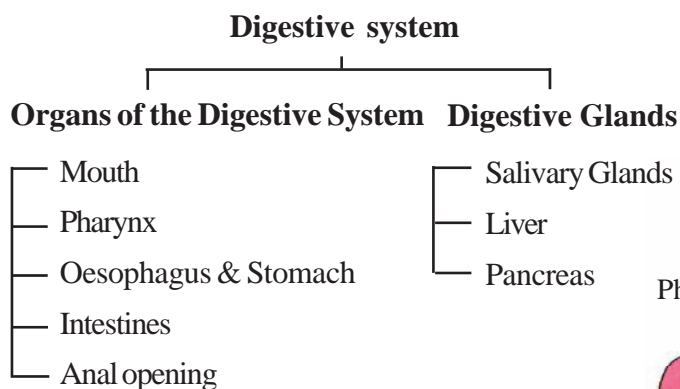 Digestive system
Organs of the Digestive System
Digestive Glands
Mouth
Pharynx
Oesophagus & Stomach
Intestines
Anal opening
Salivary Glands
Liver
Pancreas